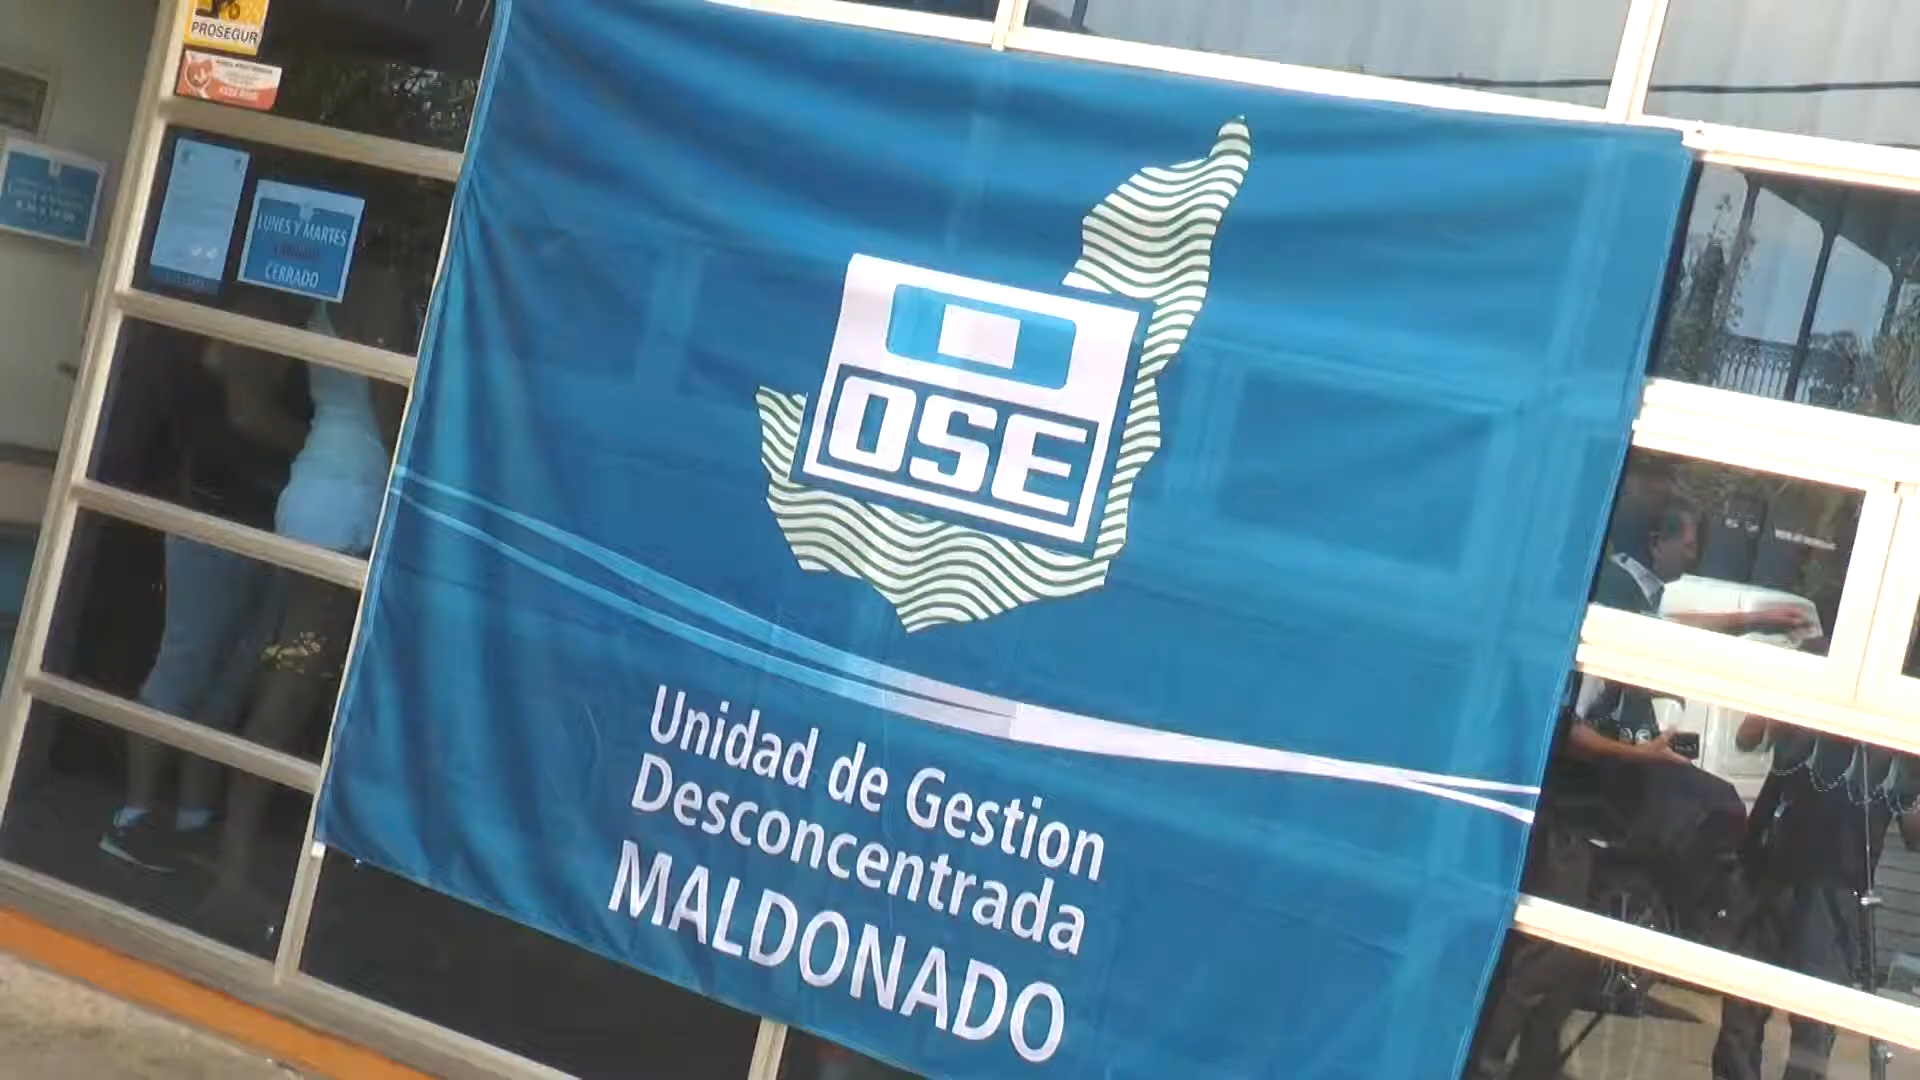 PROSEGUR
LUNES Y MARTES
CERRADO
OSE
Unidad de Gestion
Desconcentrada
MALDONADO